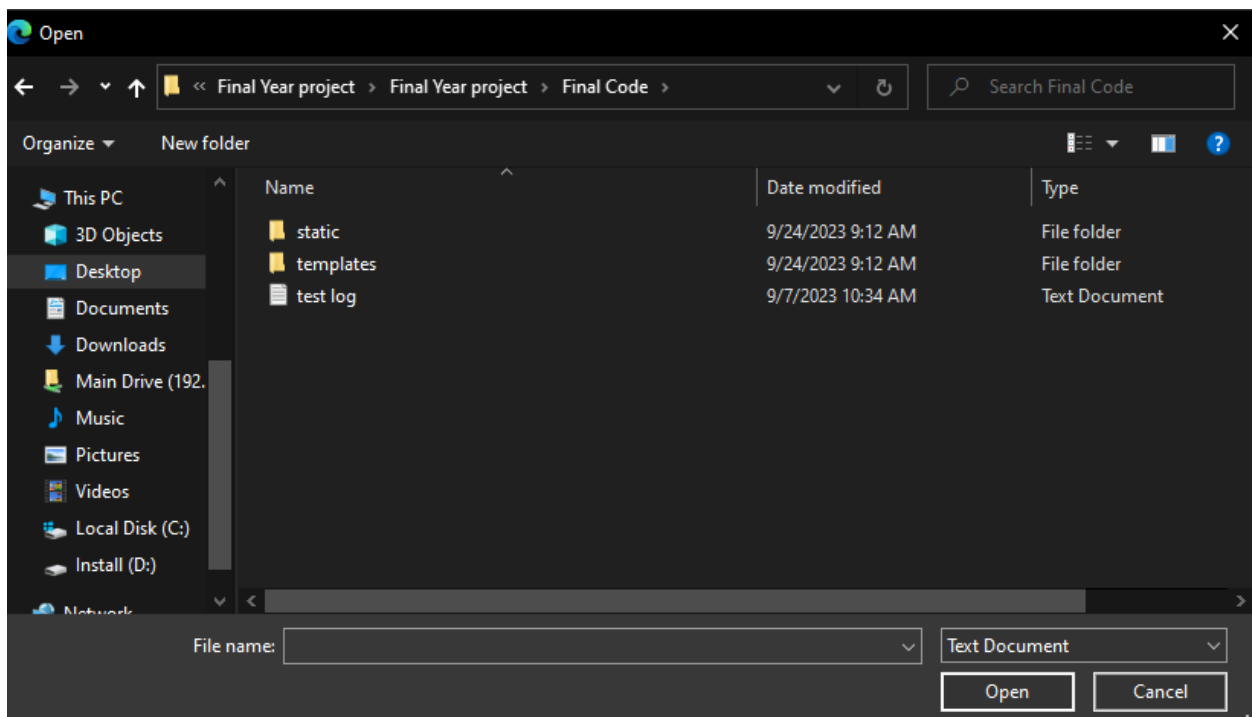 Open
« Final Year project > Final Year project > Final Code >
Search Final Code
Organize
New folder
Name
Date modified
Type
This PC
3D Objects
Desktop
Documents
Downloads
Main Drive (192.
Music
Pictures
Videos
Local Disk (C:)
Install (D:)
Network
static 9/24/2023 9:12 AM File folder
templates 9/24/2023 9:12 AM File folder
test log 9/7/2023 10:34 AM Text Document
File name:
Text Document
Open
Cancel